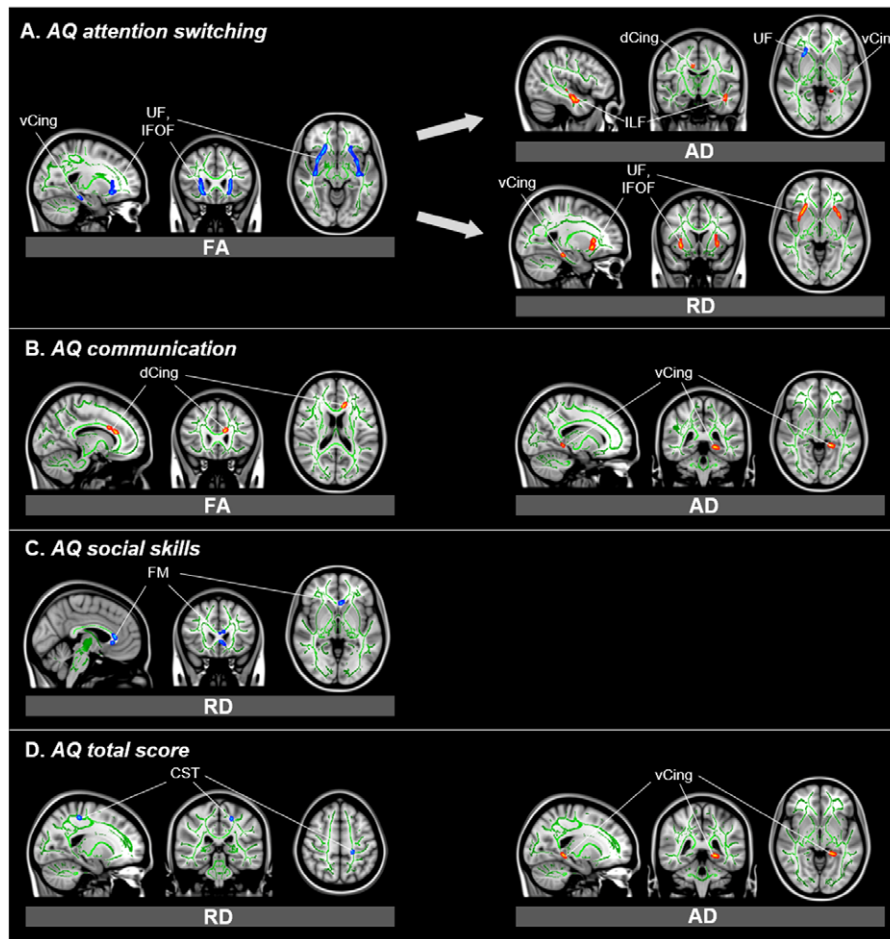 A. AQ attention switching
vCing
UF,
IFOF
FA
dCing
UF
vCing
ILF
AD
vCing
UF,
IFOF
RD
B. AQ communication
dCing
FA
vCing
AD
C. AQ social skills
FM
RD
D. AQ total score
CST
RD
vCing
AD